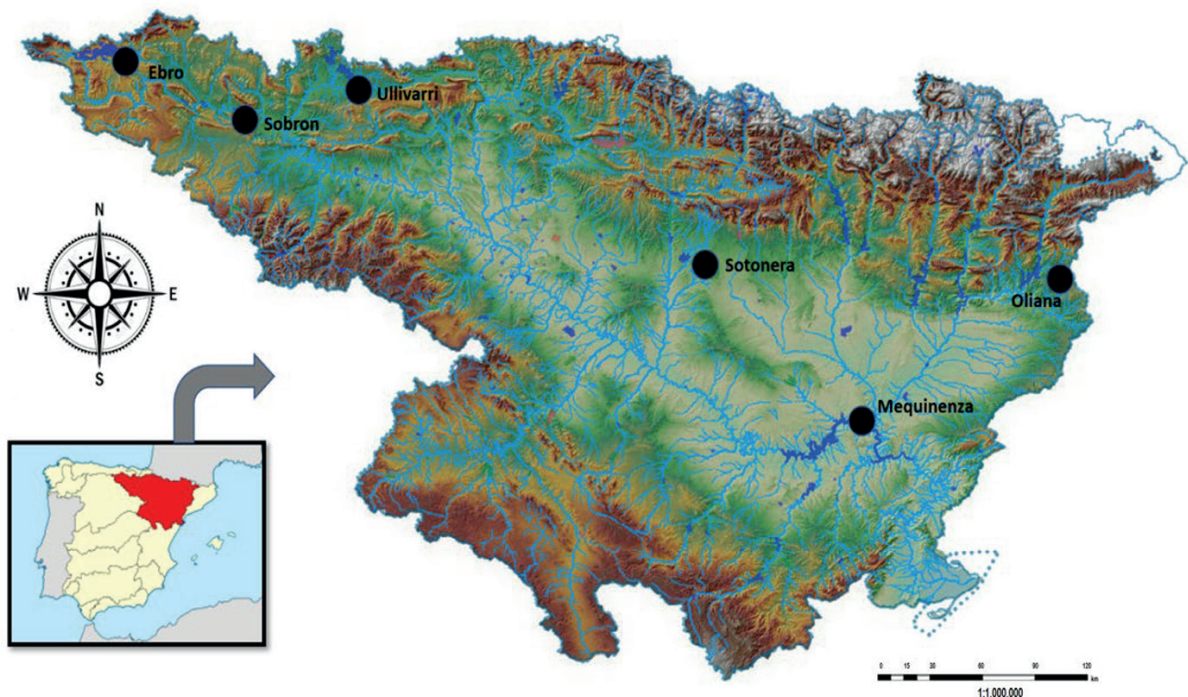 Ebro
Ullivarri
Sobron
N
W E
S
Sotonera
Oliana
Mequinenza
0 15 30 60 90 120
km
1:1.000.000